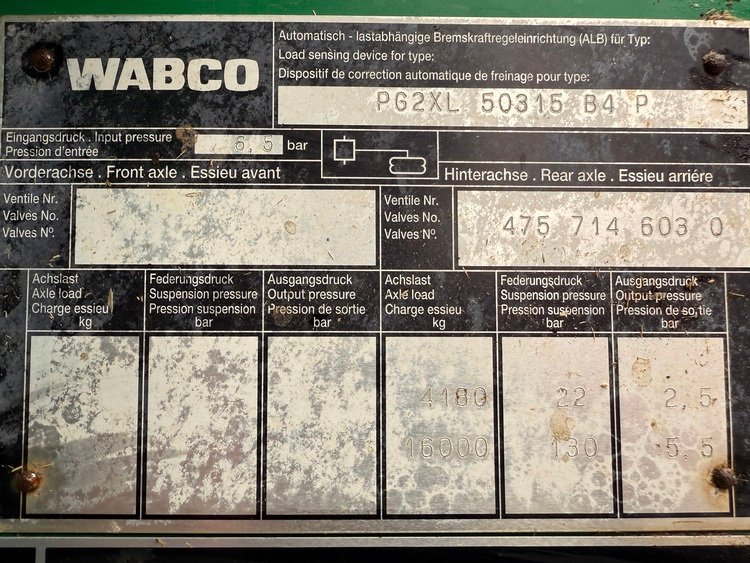 WABCO
Automatisch - lastabhängige Bremskraftregeleinrichtung (ALB) für Typ:
Load sensing device for type:
Dispositif de correction automatique de freinage pour type:
PG2XL 50315 B4 P
Eingangsdruck . Input pressure
Pression d'entrée
6,5 bar
Vorderachse . Front axle . Essieu avant
Hinterachse . Rear axle . Essieu arriére
Ventile Nr.
Valves No.
Valves Nº.
Ventile Nr.
Valves No.
Valves Nº.
475 714 603 0
Achslast
Axle load
Charge essieu
kg
Federungsdruck
Suspension pressure
Pression suspension
bar
Ausgangsdruck
Output pressure
Pression de sortie
bar
Achslast
Axle load
Charge essieu
kg
Federungsdruck
Suspension pressure
Pression suspension
bar
Ausgangsdruck
Output pressure
Pression de sortie
bar
4180 22 2,5
16000 130 5,5